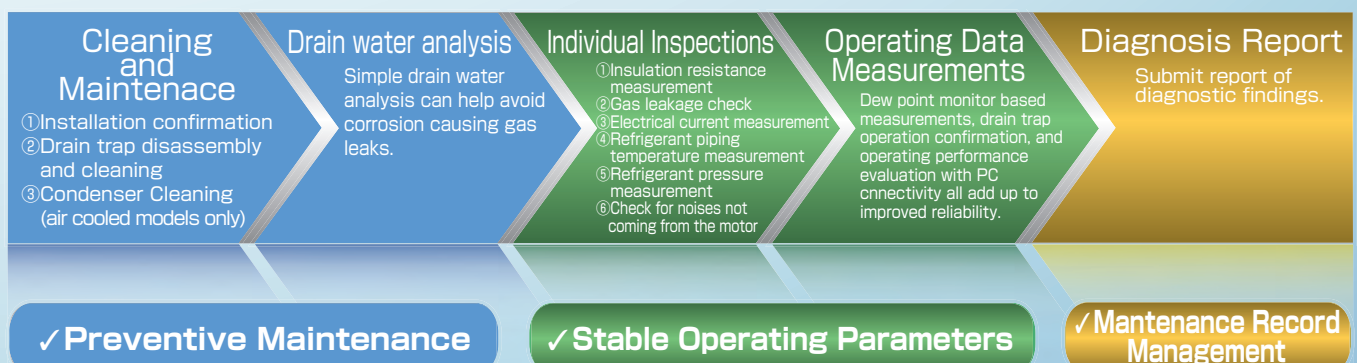 Cleaning
and
Maintenace
①Installation confirmation
②Drain trap disassembly
and cleaning
③Condenser Cleaning
(air cooled models only)
Drain water analysis
Simple drain water
analysis can help avoid
corrosion causing gas
leaks.
Individual Inspections
①Insulation resistance
measurement
②Gas leakage check
③Electrical current measurement
④Refrigerant piping
temperature measurement
⑤Refrigerant pressure
measurement
⑥Check for noises not
coming from the motor
Operating Data
Measurements
Dew point monitor based
measurements, drain trap
operation confirmation, and
operating performance
evaluation with PC
cnnectivity all add up to
improved reliability.
Diagnosis Report
Submit report of
diagnostic findings.
✓Preventive Maintenance
✓Stable Operating Parameters
✓Mantenance Record
Management